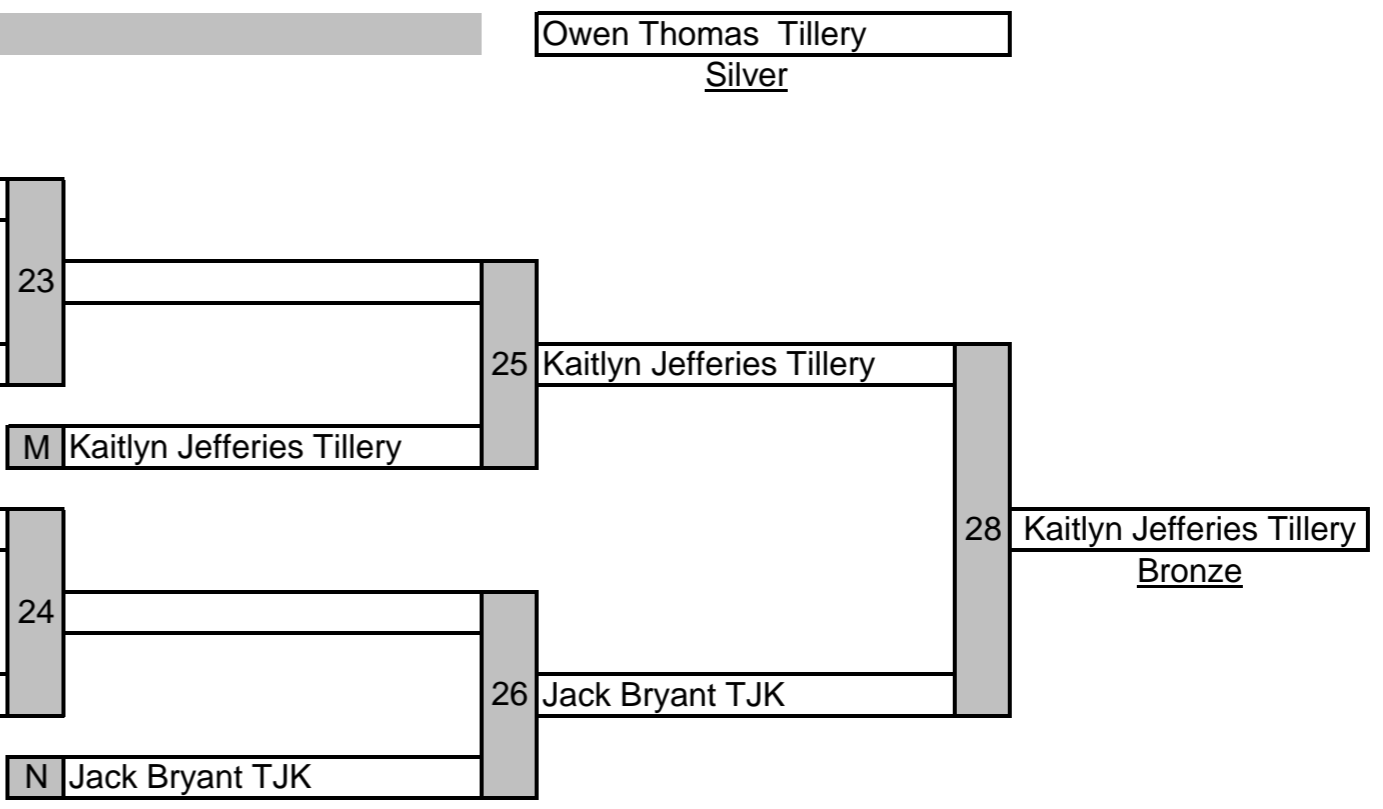 Owen Thomas  Tillery
Silver
23
25 Kaitlyn Jefferies Tillery
M Kaitlyn Jefferies Tillery
28 Kaitlyn Jefferies Tillery
Bronze
24
26 Jack Bryant TJK
N Jack Bryant TJK